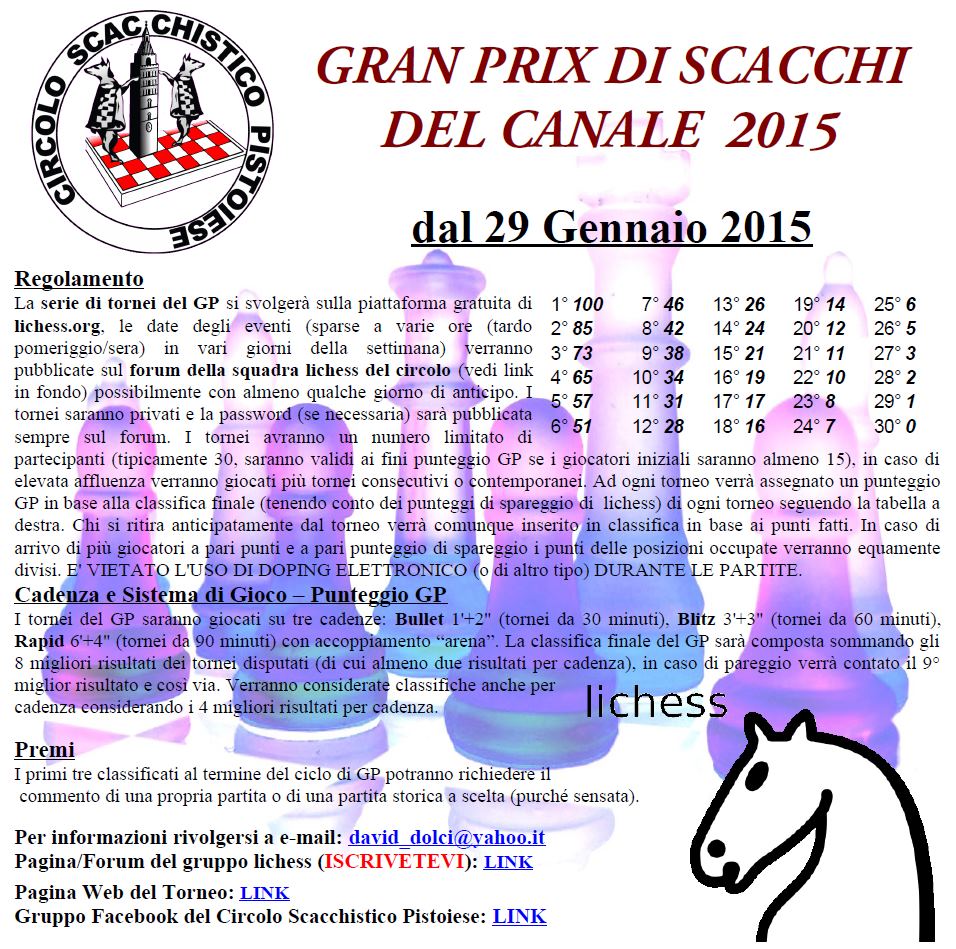 CIRCOLO SCACCHISTICO PISTOIESE
GRAN PRIX DI SCACCHI
DEL CANALE 2015
dal 29 Gennaio 2015
Regolamento
La serie di tornei del GP si svolgerà sulla piattaforma gratuita di
lichess.org, le date degli eventi (sparse a varie ore (tardo
pomeriggio/sera) in vari giorni della settimana) verranno
pubblicate sul forum della squadra lichess del circolo (vedi link
in fondo) possibilmente con almeno qualche giorno di anticipo. I
tornei saranno privati e la password (se necessaria) sarà pubblicata
sempre sul forum. I tornei avranno un numero limitato di
1° 100 7° 46 13° 26 19° 14 25° 6
2° 85 8° 42 14° 24 20° 12 26° 5
3° 73 9° 38 15° 21 21° 11 27° 3
4° 65 10° 34 16° 19 22° 10 28° 2
5° 57 11° 31 17° 17 23° 8 29° 1
6° 51 12° 28 18° 16 24° 7 30° 0
partecipanti (tipicamente 30, saranno validi ai fini punteggio GP se i giocatori iniziali saranno almeno 15), in caso di
elevata affluenza verranno giocati più tornei consecutivi o contemporanei. Ad ogni torneo verrà assegnato un punteggio
GP in base alla classifica finale (tenendo conto dei punteggi di spareggio di lichess) di ogni torneo seguendo la tabella a
destra. Chi si ritira anticipatamente dal torneo verrà comunque inserito in classifica in base ai punti fatti. In caso di
arrivo di più giocatori a pari punti e a pari punteggio di spareggio i punti delle posizioni occupate verranno equamente
divisi. E' VIETATO L'USO DI DOPING ELETTRONICO (o di altro tipo) DURANTE LE PARTITE.
Cadenza e Sistema di Gioco – Punteggio GP
I tornei del GP saranno giocati su tre cadenze: Bullet 1'+2" (tornei da 30 minuti), Blitz 3'+3" (tornei da 60 minuti),
Rapid 6'+4" (tornei da 90 minuti) con accoppiamento “arena”. La classifica finale del GP sarà composta sommando gli
8 migliori risultati dei tornei disputati (di cui almeno due risultati per cadenza), in caso di pareggio verrà contato il 9°
miglior risultato e cosi via. Verranno considerate classifiche anche per
cadenza considerando i 4 migliori risultati per cadenza.
lichess
Premi
I primi tre classificati al termine del ciclo di GP potranno richiedere il
commento di una propria partita o di una partita storica a scelta (purché sensata).
Per informazioni rivolgersi a e-mail: david_dolci@yahoo.it
Pagina/Forum del gruppo lichess (ISCRIVETEVI): LINK
Pagina Web del Torneo: LINK
Gruppo Facebook del Circolo Scacchistico Pistoiese: LINK